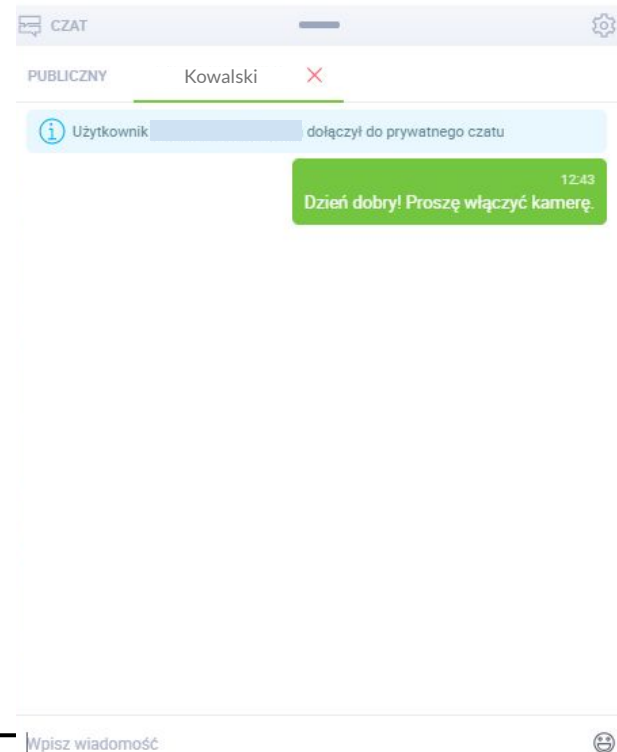 CZAT
PUBLICZNY Kowalski
Użytkownik dołączył do prywatnego czatu
12:43
Dzień dobry! Proszę włączyć kamerę.
Wpisz wiadomość